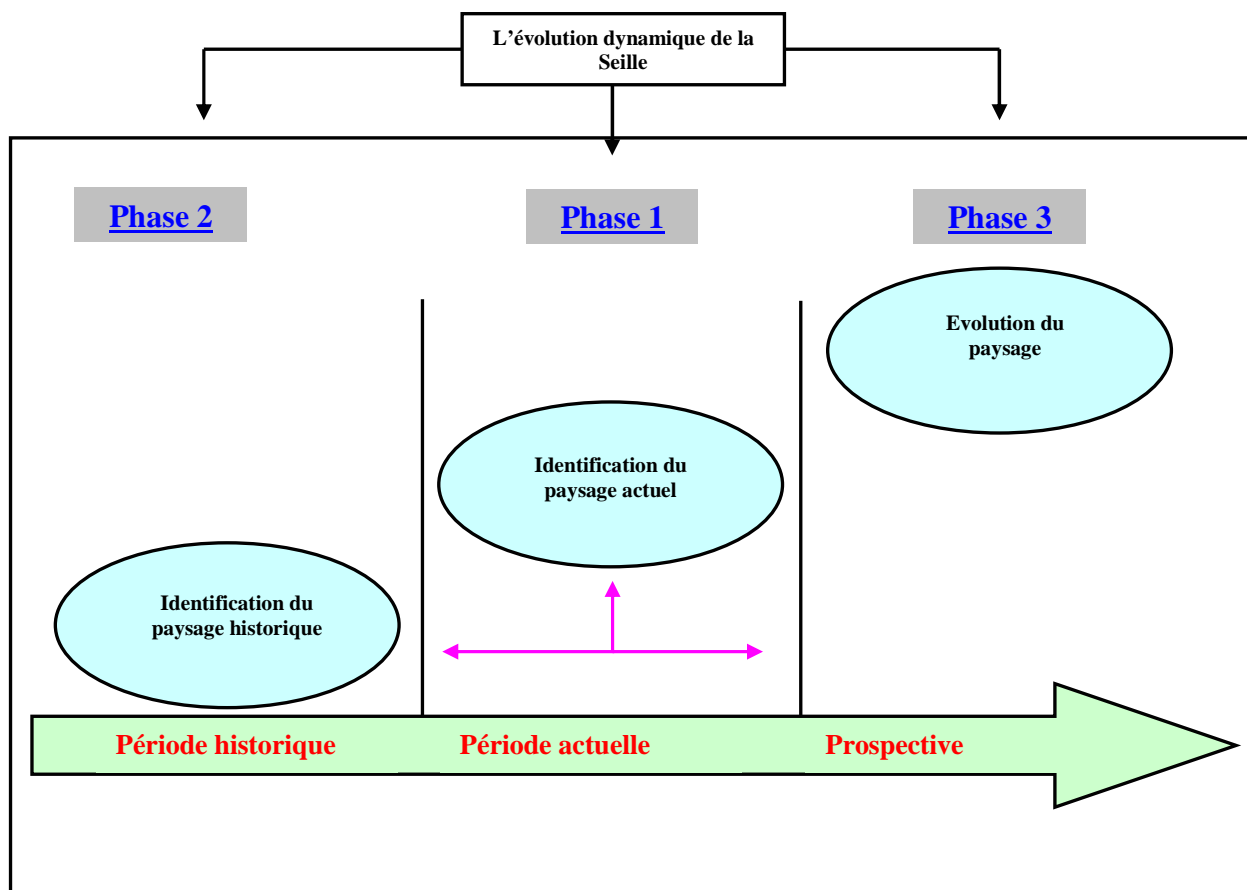 L'évolution dynamique de la
Seille
Phase 2
Phase 1
Phase 3
Evolution du
paysage
Identification du
paysage actuel
Identification du
paysage historique
Période historique
Période actuelle
Prospective